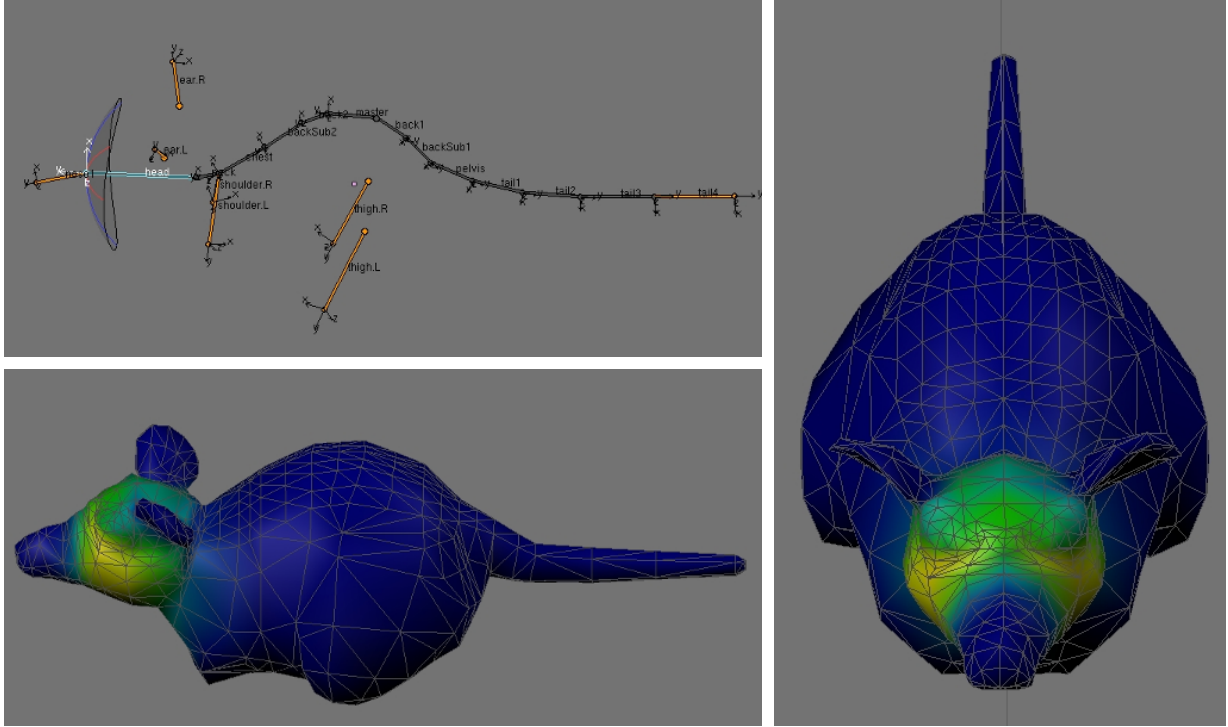 ear.R
ear.L
head
shoulder.R
shoulder.L
chest
backSub2
master
back1
backSub1
pelvis
tail1
tail2
tail3
tail4
thigh.R
thigh.L